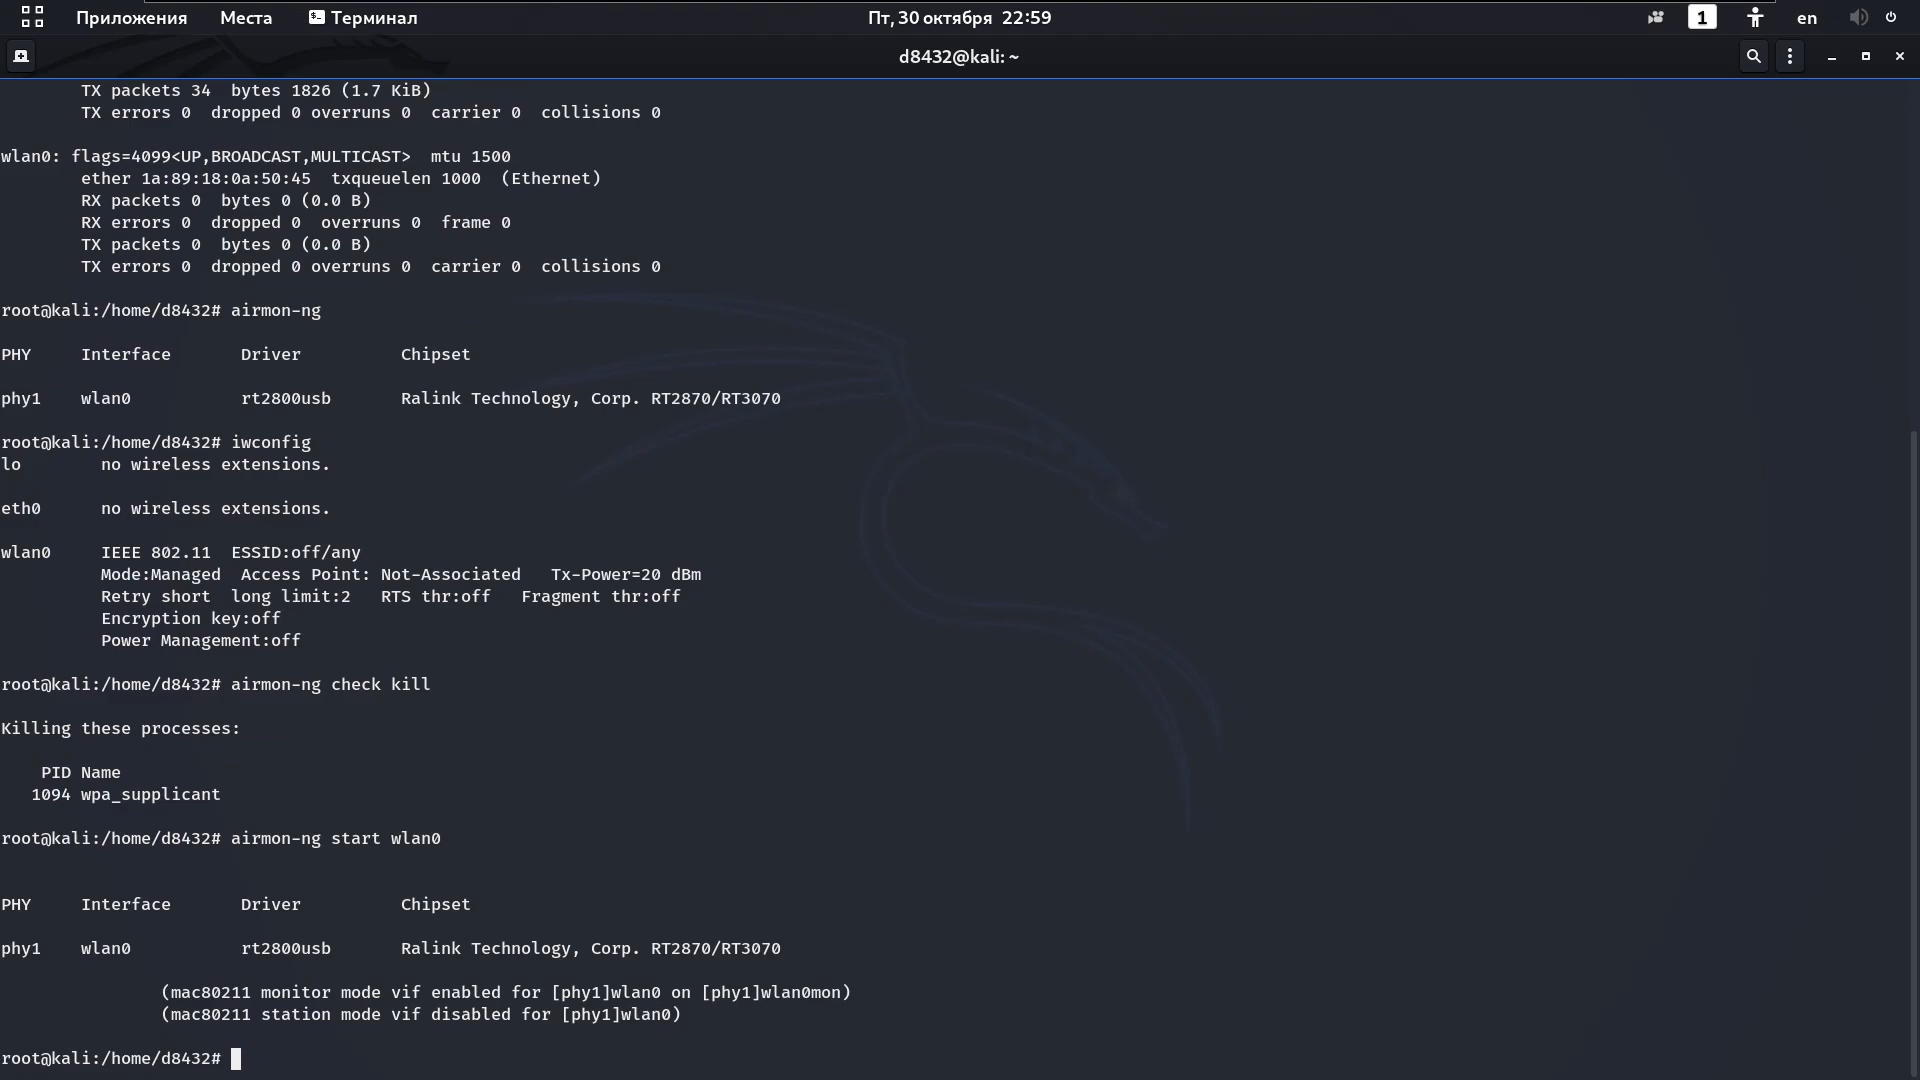 Приложения Места Терминал Пт, 30 октября 22:59 1 en
d8432@kali: ~
TX packets 34  bytes 1826 (1.7 KiB)
TX errors 0  dropped 0 overruns 0  carrier 0  collisions 0
wlan0: flags=4099<UP,BROADCAST,MULTICAST>  mtu 1500
ether 1a:89:18:0a:50:45  txqueuelen 1000  (Ethernet)
RX packets 0  bytes 0 (0.0 B)
RX errors 0  dropped 0  overruns 0  frame 0
TX packets 0  bytes 0 (0.0 B)
TX errors 0  dropped 0 overruns 0  carrier 0  collisions 0
root@kali:/home/d8432# airmon-ng
PHY     Interface       Driver          Chipset
phy1    wlan0           rt2800usb       Ralink Technology, Corp. RT2870/RT3070
root@kali:/home/d8432# iwconfig
lo        no wireless extensions.
eth0      no wireless extensions.
wlan0     IEEE 802.11  ESSID:off/any
Mode:Managed  Access Point: Not-Associated   Tx-Power=20 dBm
Retry short  long limit:2   RTS thr:off   Fragment thr:off
Encryption key:off
Power Management:off
root@kali:/home/d8432# airmon-ng check kill
Killing these processes:
PID Name
1094 wpa_supplicant
root@kali:/home/d8432# airmon-ng start wlan0
PHY     Interface       Driver          Chipset
phy1    wlan0           rt2800usb       Ralink Technology, Corp. RT2870/RT3070
(mac80211 monitor mode vif enabled for [phy1]wlan0 on [phy1]wlan0mon)
(mac80211 station mode vif disabled for [phy1]wlan0)
root@kali:/home/d8432#